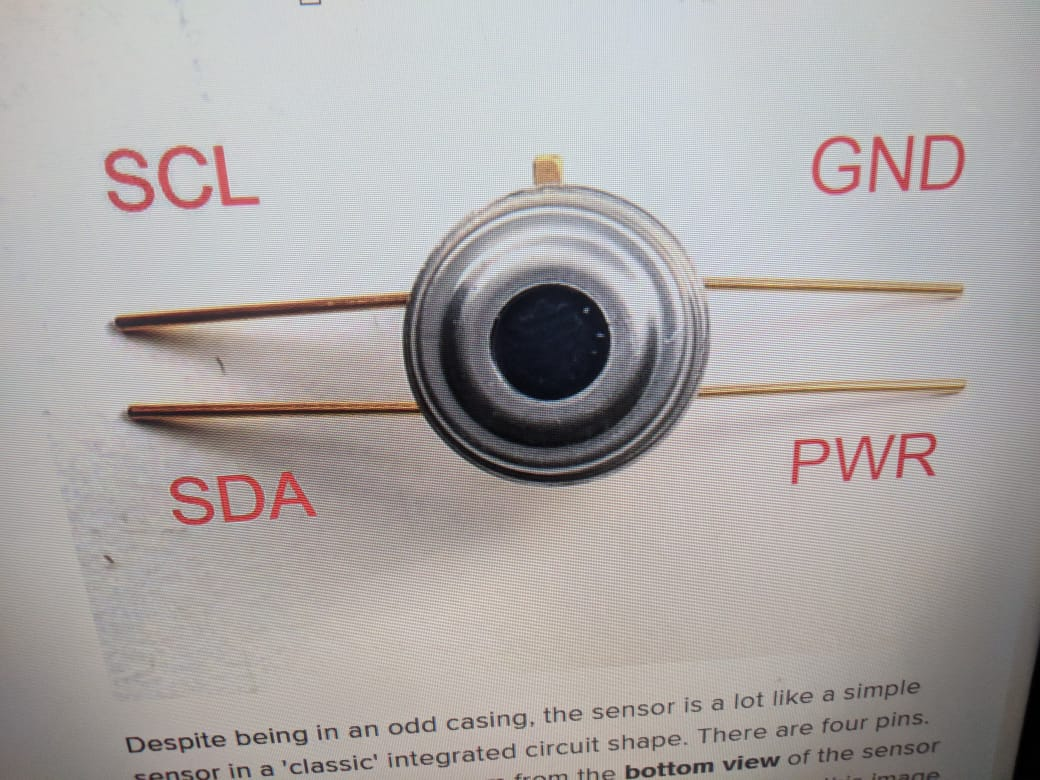 SCL GND
SDA PWR
Despite being in an odd casing, the sensor is a lot like a simple
sensor in a 'classic' integrated circuit shape. There are four pins.
from the bottom view of the sensor
image